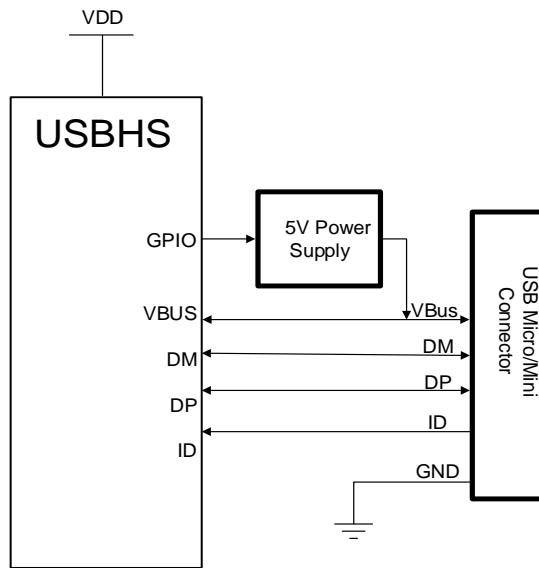 VDD
USBHS
GPIO
5V Power
Supply
VBUS
VBus
DM
DM
DP
DP
ID
ID
GND
USB Micro/Mini
Connector